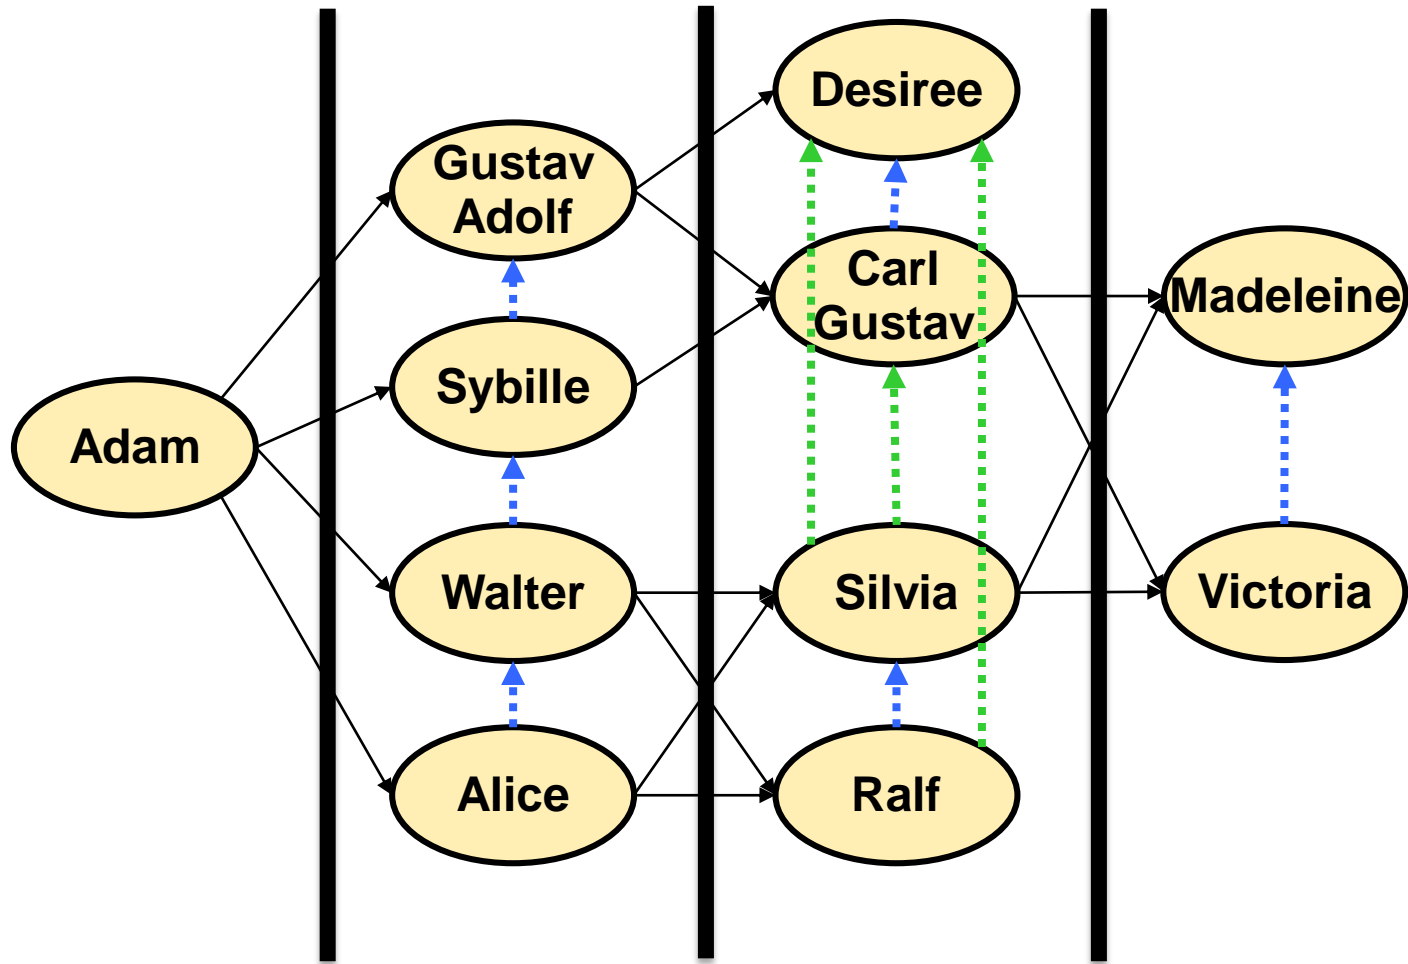 Adam
Gustav
Adolf
Sybille
Walter
Alice
Desiree
Carl
Gustav
Silvia
Ralf
Madeleine
Victoria